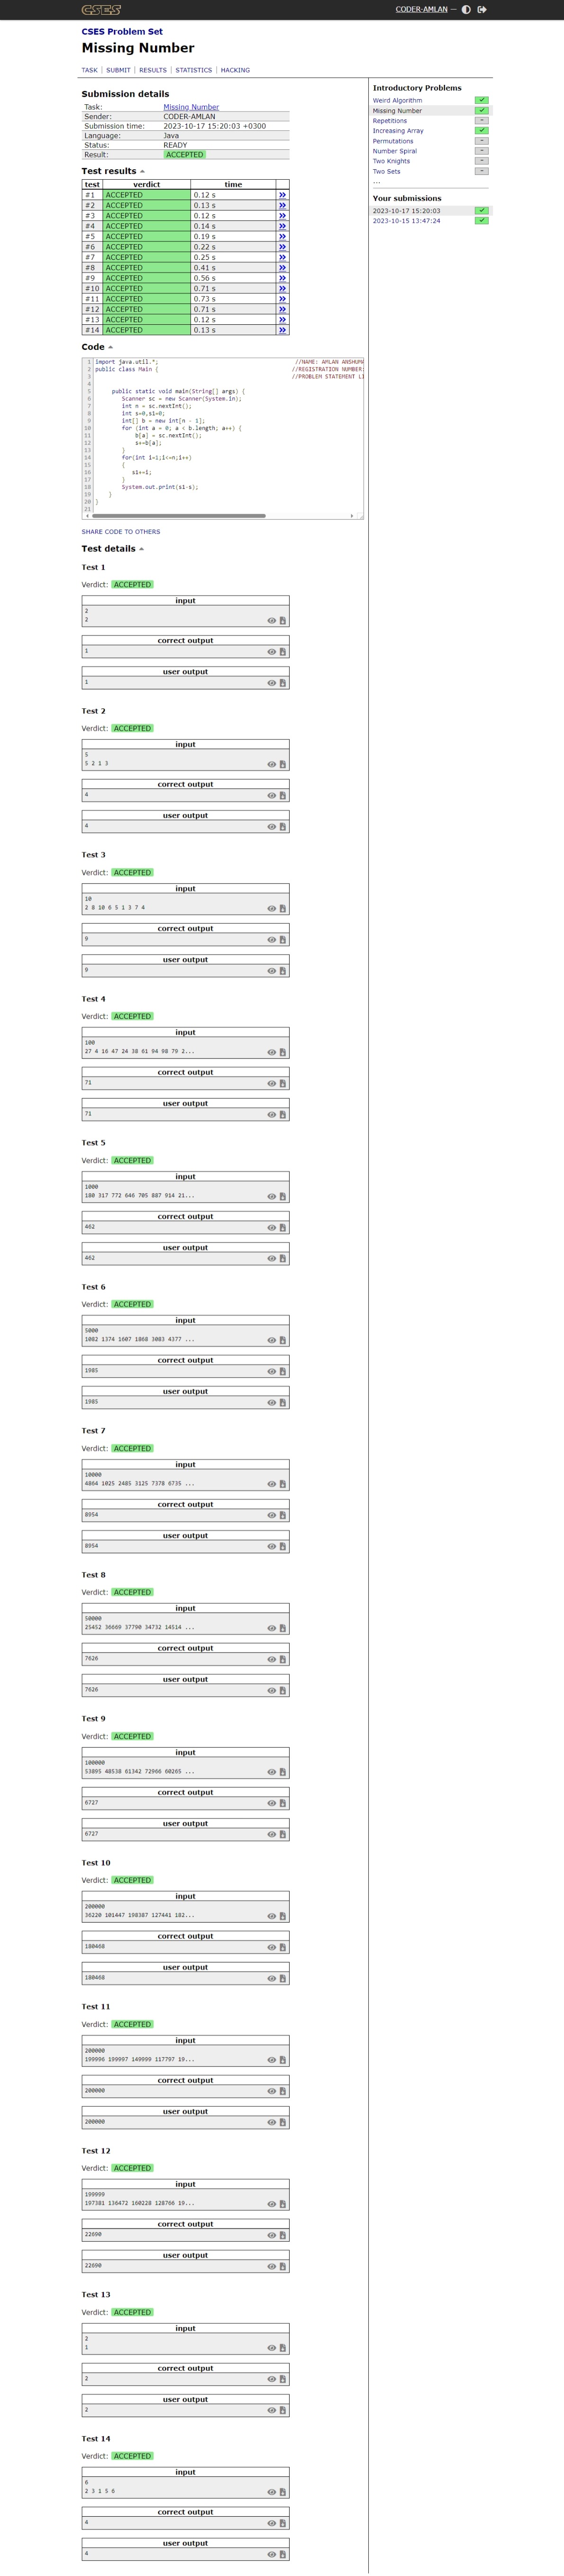 CSES
CODER-AMLAN —
CSES Problem Set
Missing Number
TASK | SUBMIT | RESULTS | STATISTICS | HACKING
Submission details
Task: Missing Number
Sender: CODER-AMLAN
Submission time: 2023-10-17 15:20:03 +0300
Language: Java
Status: READY
Result: ACCEPTED
Test results
test verdict time
#1 ACCEPTED 0.12 s »
#2 ACCEPTED 0.13 s »
#3 ACCEPTED 0.12 s »
#4 ACCEPTED 0.14 s »
#5 ACCEPTED 0.19 s »
#6 ACCEPTED 0.22 s »
#7 ACCEPTED 0.25 s »
#8 ACCEPTED 0.41 s »
#9 ACCEPTED 0.56 s »
#10 ACCEPTED 0.71 s »
#11 ACCEPTED 0.73 s »
#12 ACCEPTED 0.71 s »
#13 ACCEPTED 0.12 s »
#14 ACCEPTED 0.13 s »
Code
1 import java.util.*; //NAME: AMLAN ANSHUMA
2 public class Main { //REGISTRATION NUMBER:
3 //PROBLEM STATEMENT LI
4
5 public static void main(String[] args) {
6 Scanner sc = new Scanner(System.in);
7 int n = sc.nextInt();
8 int s=0,s1=0;
9 int[] b = new int[n - 1];
10 for (int a = 0; a < b.length; a++) {
11 b[a] = sc.nextInt();
12 s+=b[a];
13 }
14 for(int i=1;i<=n;i++)
15 {
16 s1+=i;
17 }
18 System.out.print(s1-s);
19 }
20 }
21
SHARE CODE TO OTHERS
Test details
Test 1
Verdict: ACCEPTED
input
2
2
correct output
1
user output
1
Test 2
Verdict: ACCEPTED
input
5
5 2 1 3
correct output
4
user output
4
Test 3
Verdict: ACCEPTED
input
10
2 8 10 6 5 1 3 7 4
correct output
9
user output
9
Test 4
Verdict: ACCEPTED
input
100
27 4 16 47 24 38 61 94 98 79 2...
correct output
71
user output
71
Test 5
Verdict: ACCEPTED
input
1000
180 317 772 646 705 887 914 21...
correct output
462
user output
462
Test 6
Verdict: ACCEPTED
input
5000
1082 1374 1607 1868 3083 4377 ...
correct output
1985
user output
1985
Test 7
Verdict: ACCEPTED
input
10000
4864 1025 2485 3125 7378 6735 ...
correct output
8954
user output
8954
Test 8
Verdict: ACCEPTED
input
50000
25452 36669 37790 34732 14514 ...
correct output
7626
user output
7626
Test 9
Verdict: ACCEPTED
input
100000
53895 48538 61342 72966 60265 ...
correct output
6727
user output
6727
Test 10
Verdict: ACCEPTED
input
200000
36220 101447 198387 127441 182...
correct output
180468
user output
180468
Test 11
Verdict: ACCEPTED
input
200000
199996 199997 149999 117797 19...
correct output
200000
user output
200000
Test 12
Verdict: ACCEPTED
input
199999
197381 136472 160228 128766 19...
correct output
22690
user output
22690
Test 13
Verdict: ACCEPTED
input
2
1
correct output
2
user output
2
Test 14
Verdict: ACCEPTED
input
6
2 3 1 5 6
correct output
4
user output
4
Introductory Problems
Weird Algorithm
Missing Number
Repetitions –
Increasing Array
Permutations –
Number Spiral –
Two Knights –
Two Sets –
...
Your submissions
2023-10-17 15:20:03
2023-10-15 13:47:24